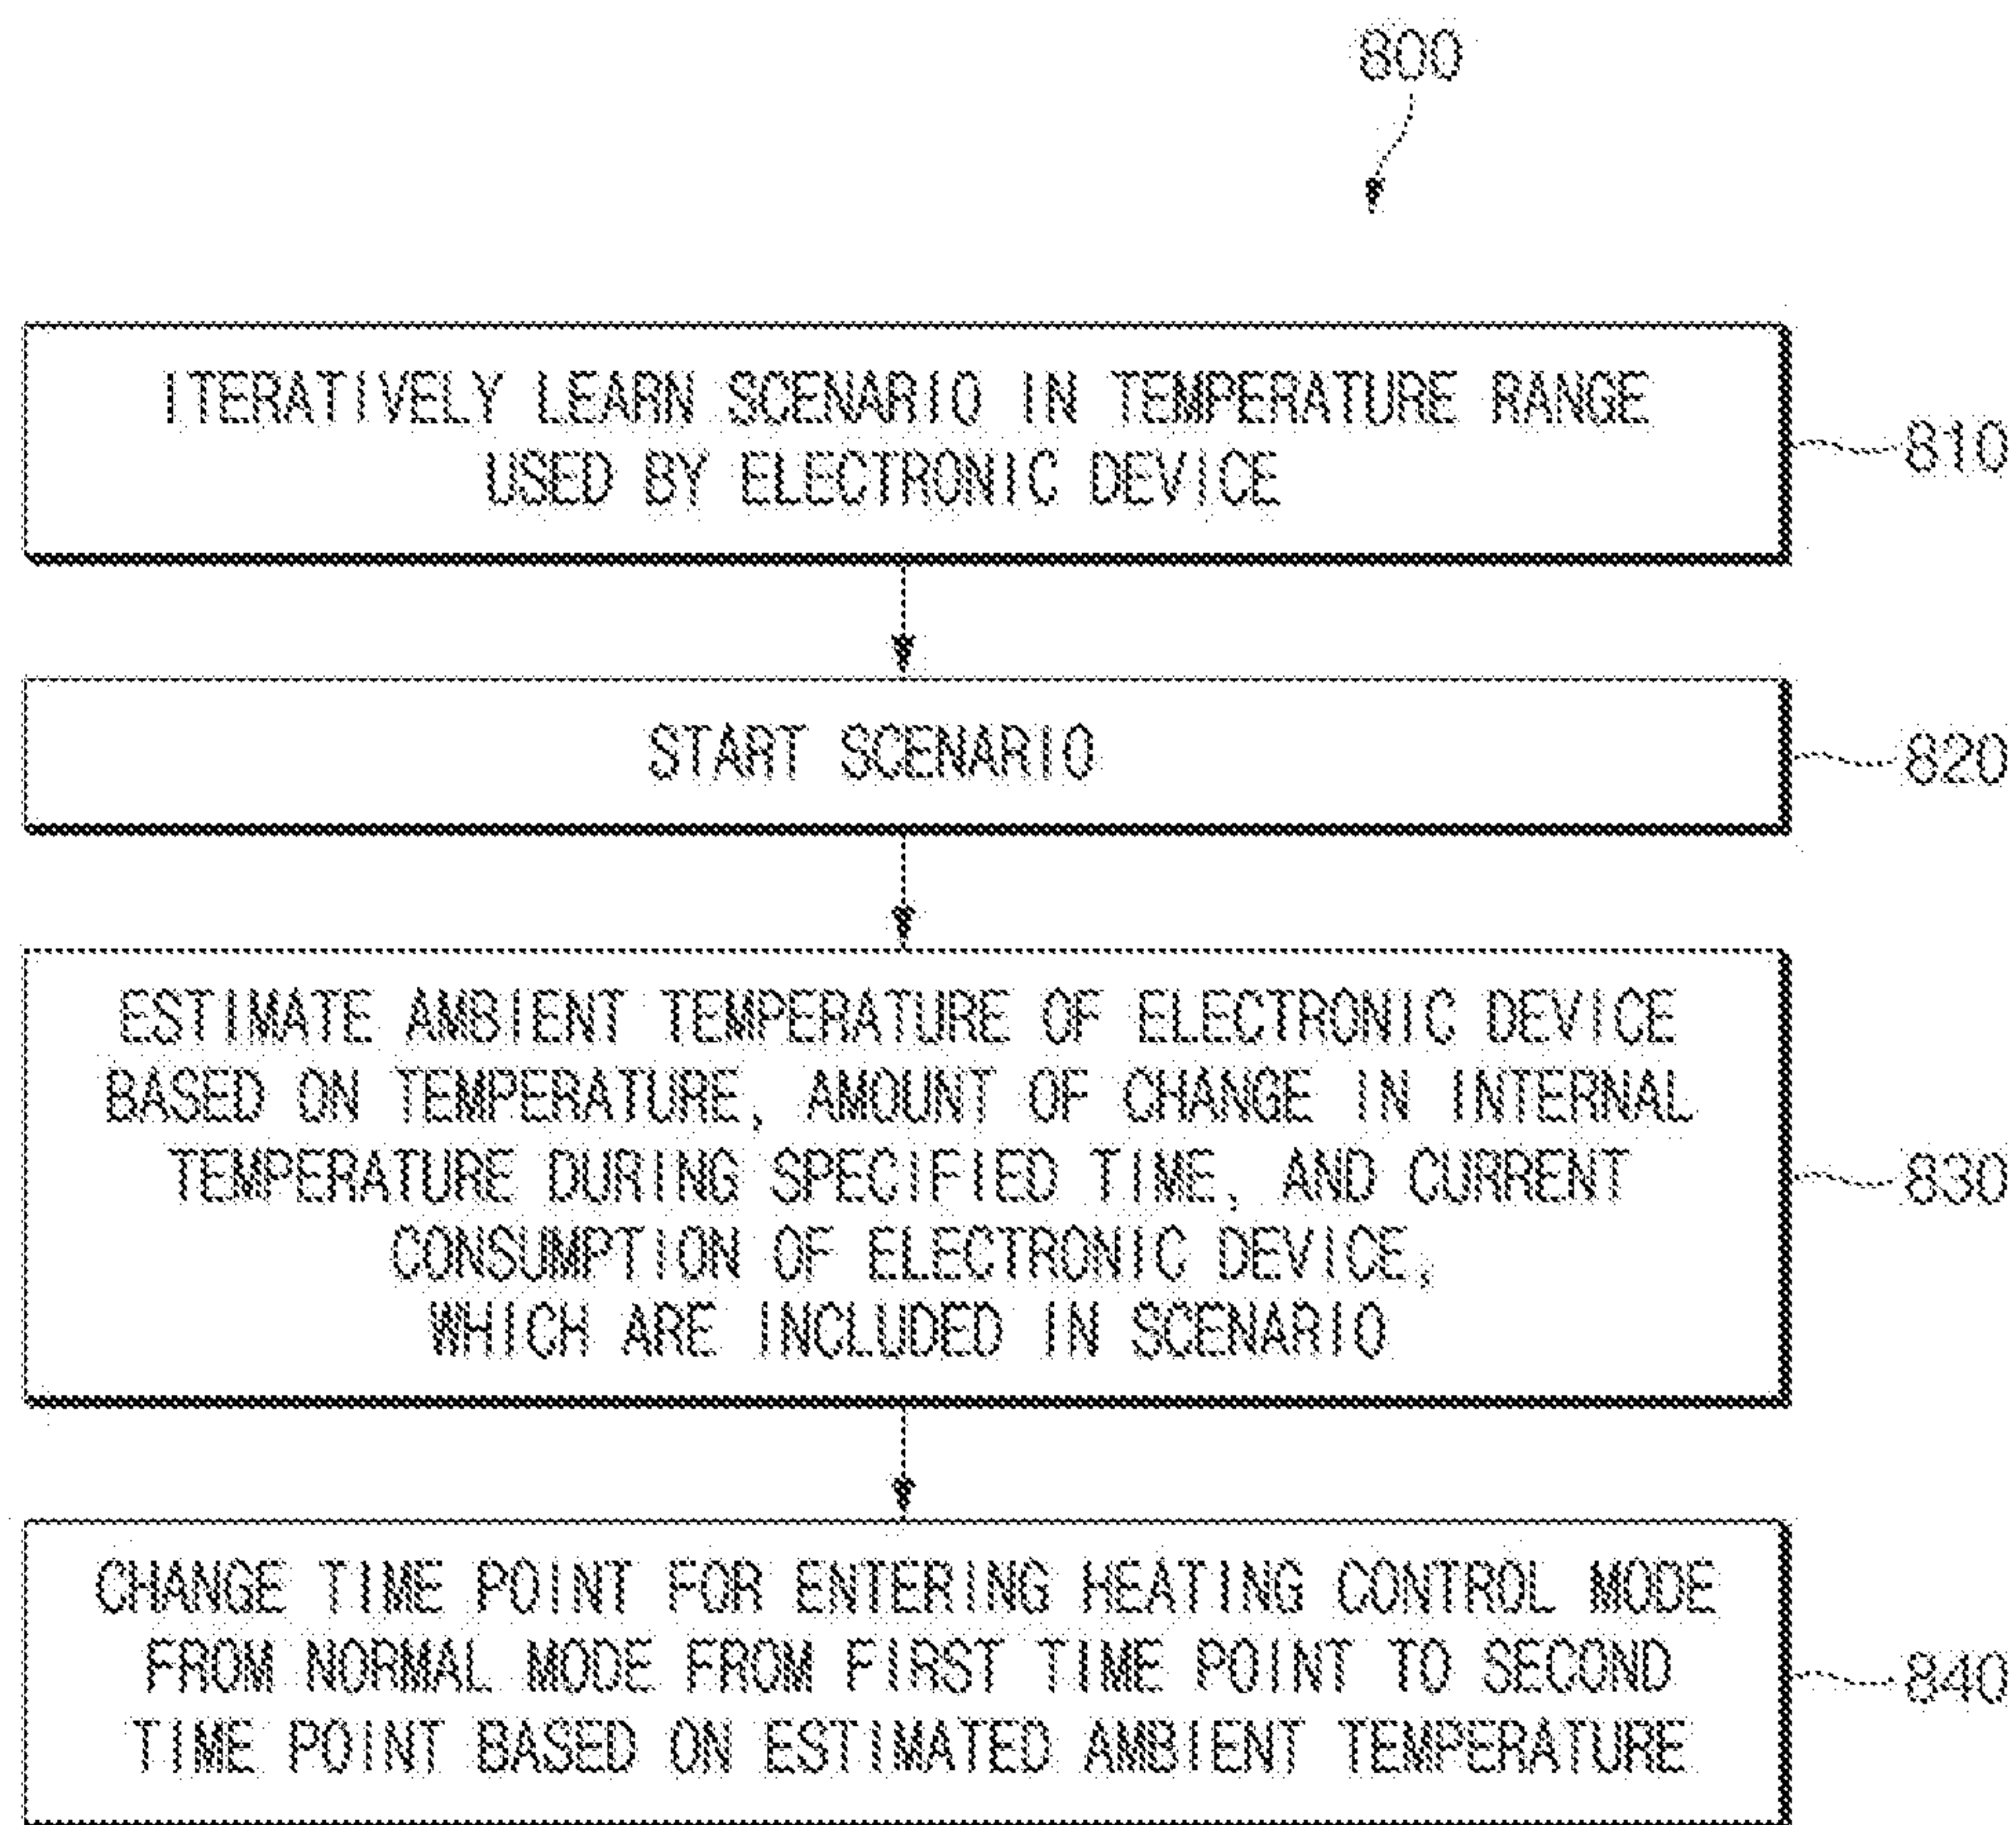 800
ITERATIVELY LEARN SCENARIO IN TEMPERATURE RANGE
USED BY ELECTRONIC DEVICE
810
START SCENARIO
820
ESTIMATE AMBIENT TEMPERATURE OF ELECTRONIC DEVICE
BASED ON TEMPERATURE, AMOUNT OF CHANGE IN INTERNAL
TEMPERATURE DURING SPECIFIED TIME, AND CURRENT
CONSUMPTION OF ELECTRONIC DEVICE,
WHICH ARE INCLUDED IN SCENARIO
830
CHANGE TIME POINT FOR ENTERING HEATING CONTROL MODE
FROM NORMAL MODE FROM FIRST TIME POINT TO SECOND
TIME POINT BASED ON ESTIMATED AMBIENT TEMPERATURE
840